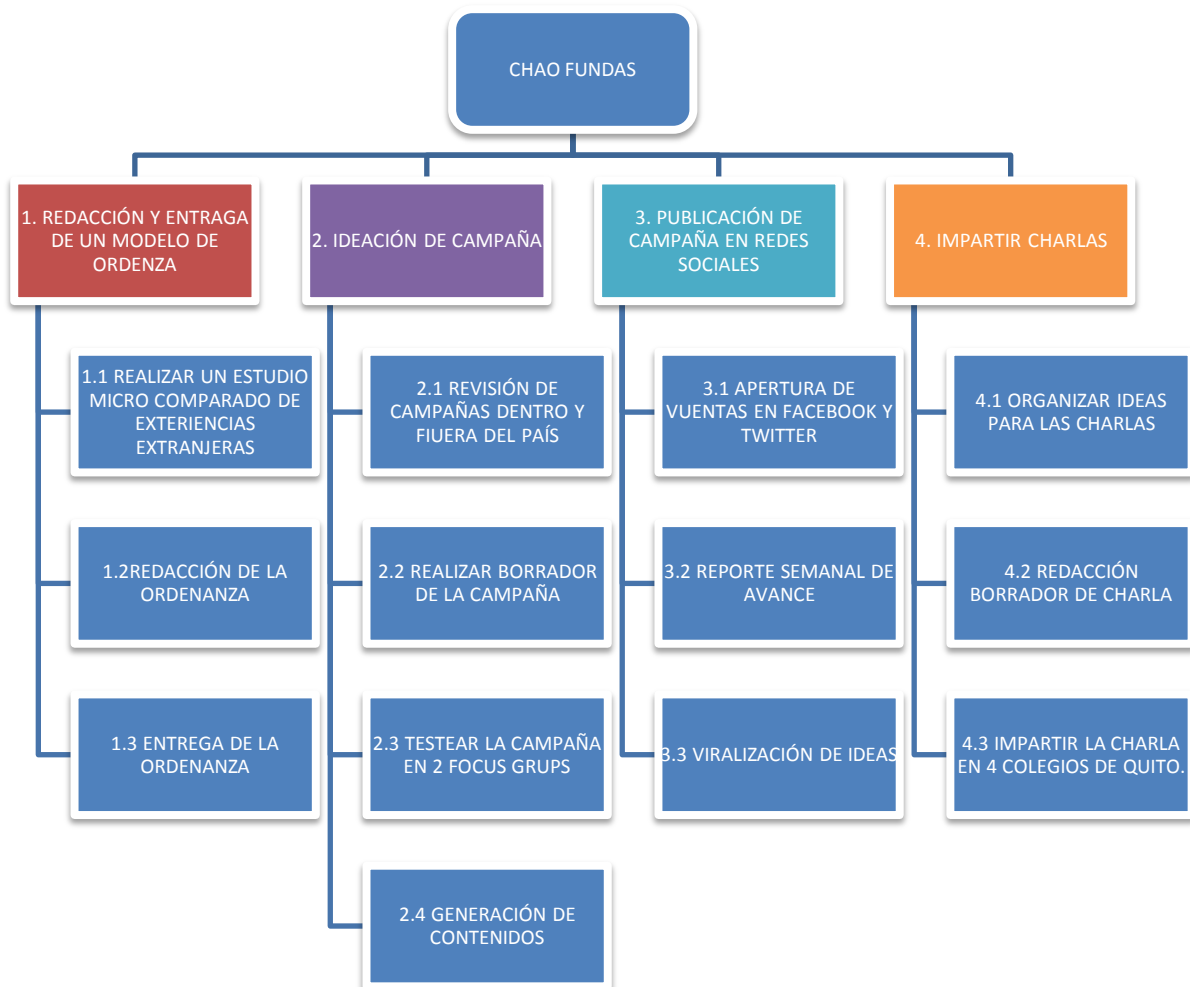 CHAO FUNDAS
1. REDACCIÓN Y ENTRAGA
DE UN MODELO DE
ORDENZA
2. IDEACIÓN DE CAMPAÑA
3. PUBLICACIÓN DE
CAMPAÑA EN REDES
SOCIALES
4. IMPARTIR CHARLAS
1.1 REALIZAR UN ESTUDIO
MICRO COMPARADO DE
EXTERIENCIAS
EXTRANJERAS
1.2REDACCIÓN DE LA
ORDENANZA
1.3 ENTREGA DE LA
ORDENANZA
2.1 REVISIÓN DE
CAMPAÑAS DENTRO Y
FIUERA DEL PAÍS
2.2 REALIZAR BORRADOR
DE LA CAMPAÑA
2.3 TESTEAR LA CAMPAÑA
EN 2 FOCUS GRUPS
2.4 GENERACIÓN DE
CONTENIDOS
3.1 APERTURA DE
VUENTAS EN FACEBOOK Y
TWITTER
3.2 REPORTE SEMANAL DE
AVANCE
3.3 VIRALIZACIÓN DE IDEAS
4.1 ORGANIZAR IDEAS
PARA LAS CHARLAS
4.2 REDACCIÓN
BORRADOR DE CHARLA
4.3 IMPARTIR LA CHARLA
EN 4 COLEGIOS DE QUITO.